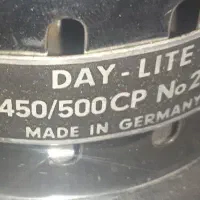 DAY-LITE
450/500CP No2
MADE IN GERMANY